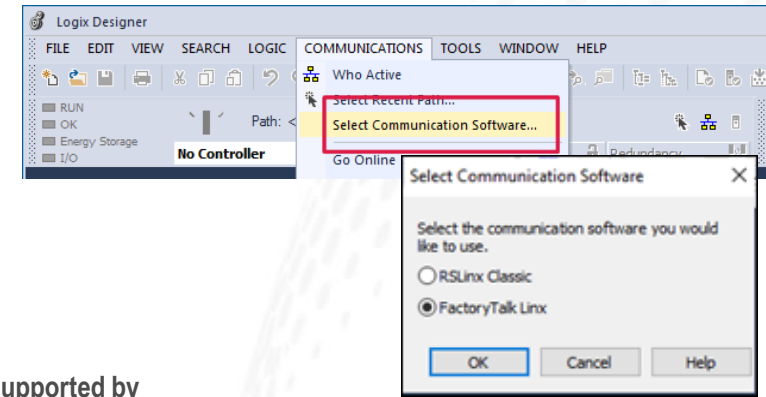 Logix Designer
FILE EDIT VIEW SEARCH LOGIC COMMUNICATIONS TOOLS WINDOW HELP
Who Active
Select Recent Path...
RUN
OK
Path: <
Select Communication Software...
Energy Storage
I/O
No Controller
Go Online
Redundancy
Select Communication Software
Select the communication software you would
like to use.
RSLinx Classic
FactoryTalk Linx
OK Cancel Help
upported by